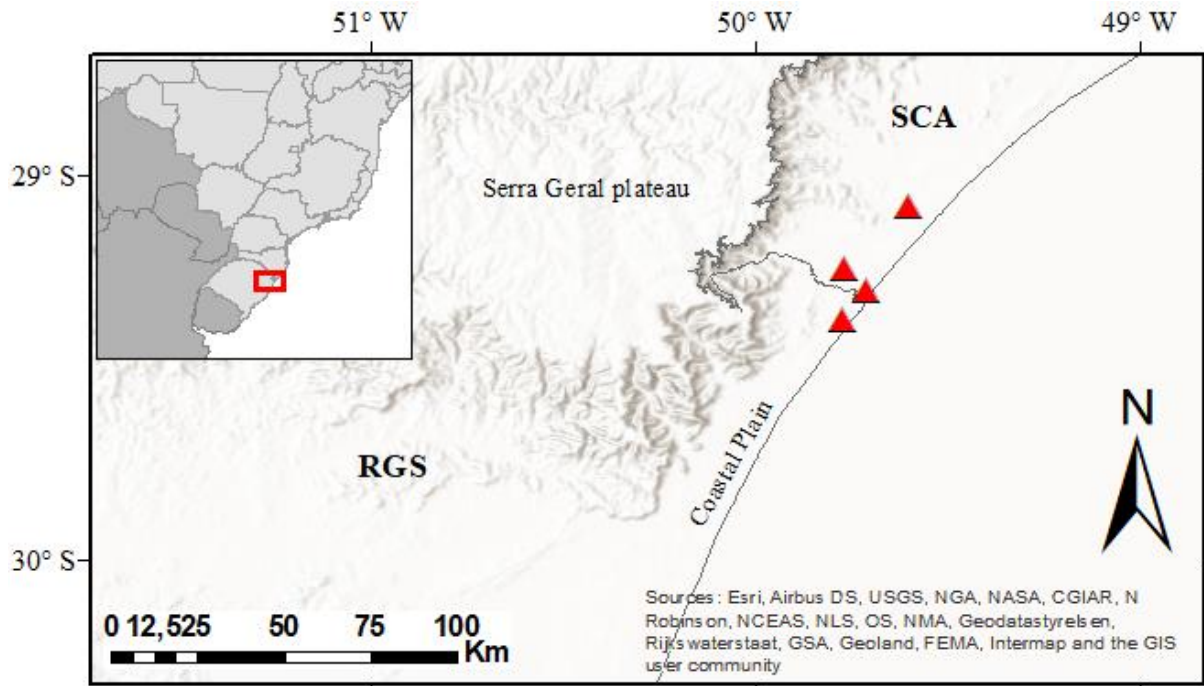 51° W
50° W
49° W
SCA
29° S
Serra Geral plateau
Coastal Plain
RGS
N
30° S
0 12,525 50 75 100
Km
Sources: Esri, Airbus DS, USGS, NGA, NASA, CGIAR, N
Robinson, NCEAS, NLS, OS, NMA, Geodatastyrelsen,
Rijkswaterstaat, GSA, Geoland, FEMA, Intermap and the GIS
user community